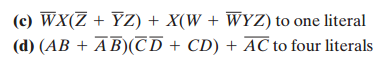 (c) W̅X(Z̅ + Y̅Z) + X(W + W̅YZ) to one literal
(d) (AB + A̅B̅)(C̅D̅ + CD) + A̅C̅ to four literals